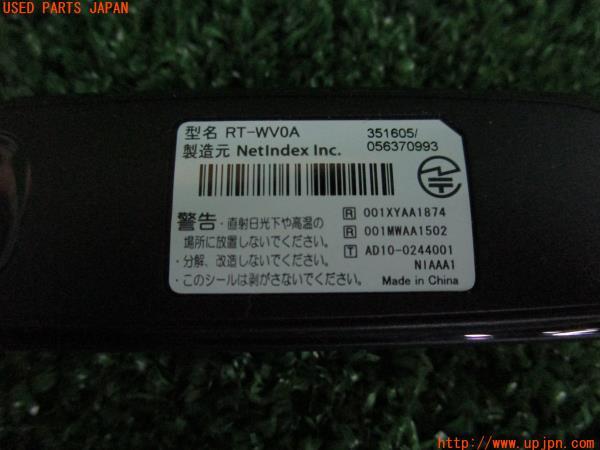 USED PARTS JAPAN
型名 RT-WV0A
製造元 NetIndex Inc.
351605/
056370993
警告・直射日光下や高温の
場所に放置しないでください。
・分解、改造しないでください。
・このシールは剥がさないでください。
R 001XYAA1874
R 001MWAA1502
T AD10-0244001
NIAAA1
Made in China
http://www.upjpn.com/